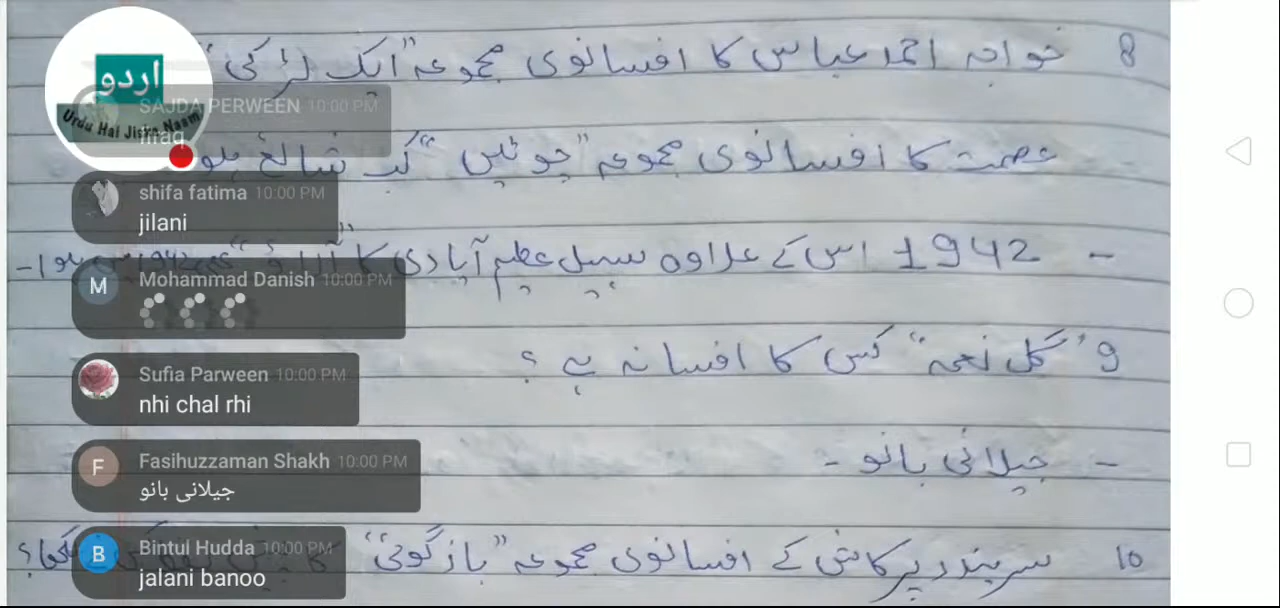 8 خواجہ احمد عباس کا افسانوی مجموعہ "ایک لڑکی"
عصمت کا افسانوی مجموعہ "چوٹیں" کب شائع ہوا
- 1942 اس کے علاوہ سہیل عظیم آبادی کا
9 "گل نغمہ" کس کا افسانہ ہے ؟
- جیلانی بانو -
10 سریندر پرکاش کے افسانوی مجموعہ "بازگوئی" کا پیش لکھا؟
اردو
Urdu Hai Jiska Naam
SAJDA PERWEEN 10:00 PM
firaq
shifa fatima 10:00 PM
jilani
M Mohammad Danish 10:00 PM
Sufia Parween 10:00 PM
nhi chal rhi
F Fasihuzzaman Shakh 10:00 PM
جیلانی بانو
B Bintul Hudda 10:00 PM
jalani banoo